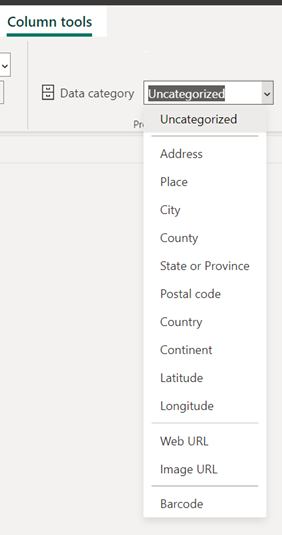 Column tools
Data category
Uncategorized
Pr
Uncategorized
Address
Place
City
County
State or Province
Postal code
Country
Continent
Latitude
Longitude
Web URL
Image URL
Barcode